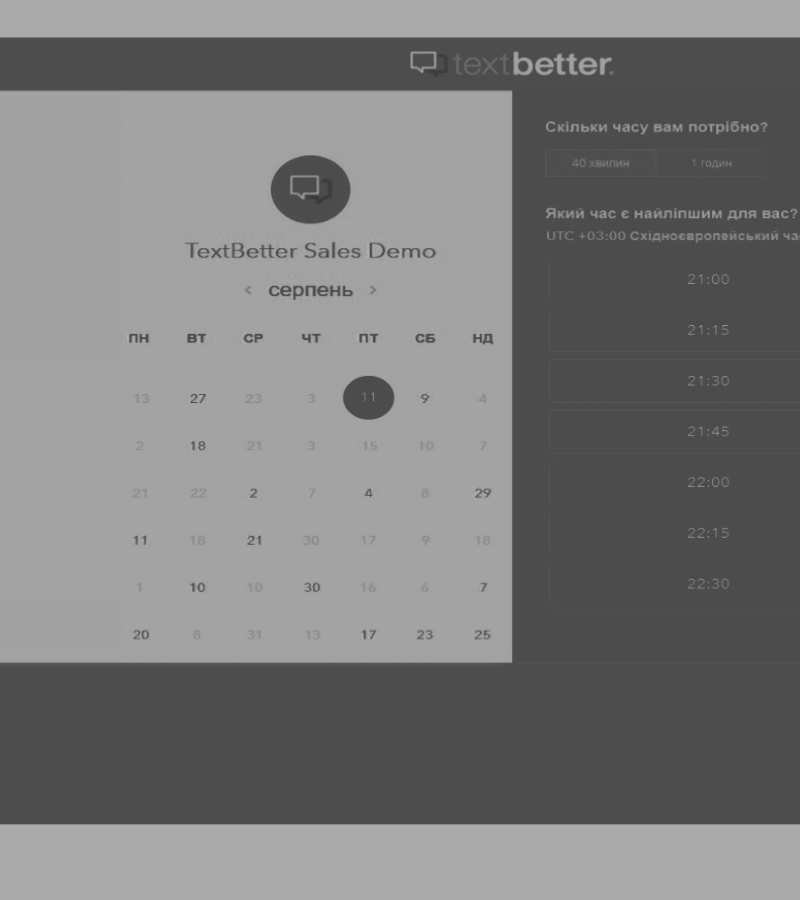 textbetter.
TextBetter Sales Demo
< серпень >
ПН ВТ СР ЧТ ПТ СБ НД
13 27 23 3 11 9 4
2 18 21 3 15 10 7
21 22 2 7 4 8 29
11 18 21 30 17 9 18
1 10 10 30 16 6 7
20 8 31 13 17 23 25
Скільки часу вам потрібно?
40 хвилин 1 годин
Який час є найліпшим для вас?
UTC +03:00 Східноєвропейський ча
21:00
21:15
21:30
21:45
22:00
22:15
22:30